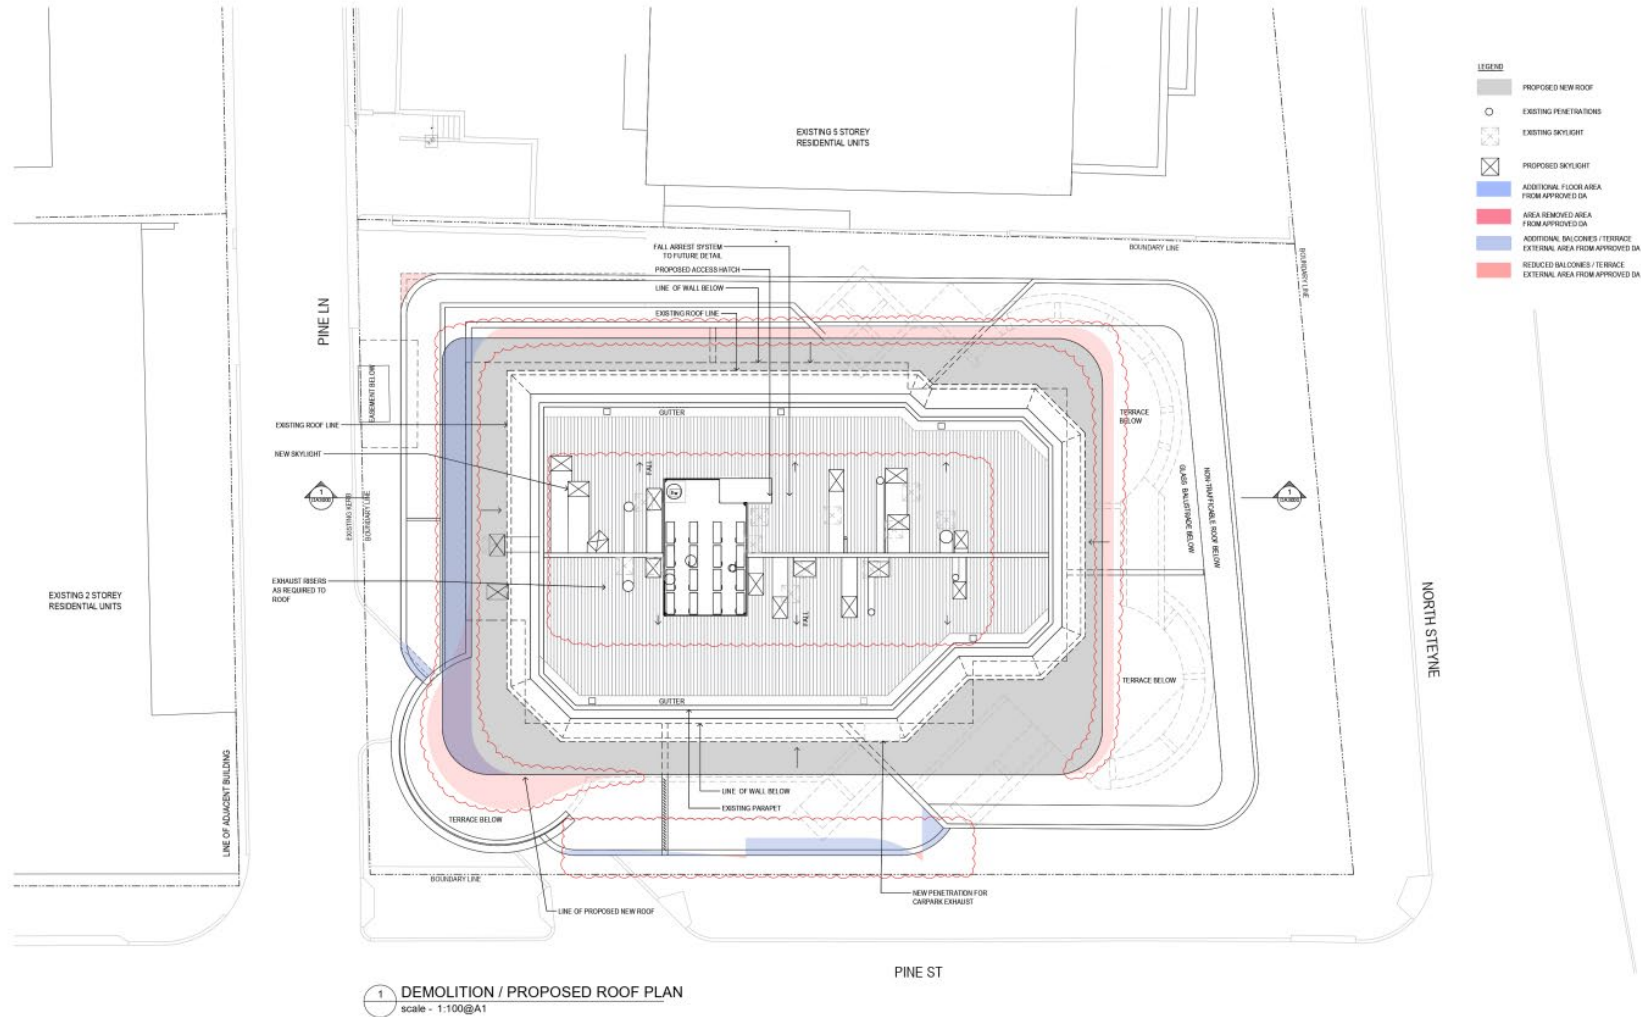 LEGEND
PROPOSED NEW ROOF
EXISTING PENETRATIONS
EXISTING SKYLIGHT
PROPOSED SKYLIGHT
ADDITIONAL FLOOR AREA
FROM APPROVED DA
AREA REMOVED AREA
FROM APPROVED DA
ADDITIONAL BALCONIES / TERRACE
EXTERNAL AREA FROM APPROVED DA
REDUCED BALCONIES / TERRACE
EXTERNAL AREA FROM APPROVED DA
EXISTING 5 STOREY
RESIDENTIAL UNITS
FALL ARREST SYSTEM
TO FUTURE DETAIL
BOUNDARY LINE
BOUNDARY LINE
PROPOSED ACCESS HATCH
LINE OF WALL BELOW
EXISTING ROOF LINE
PINE LN
EASEMENT BELOW
GUTTER
TERRACE
BELOW
EXISTING ROOF LINE
NEW SKYLIGHT
FALL
1
EXISTING KERB
BOUNDARY LINE
GLASS BALLUSTRADE BELOW
NON-TRAFFICABLE ROOF BELOW
1
EXHAUST RISERS
AS REQUIRED TO
ROOF
EXISTING 2 STOREY
RESIDENTIAL UNITS
FALL
NORTH STEYNE
TERRACE BELOW
GUTTER
LINE OF ADJACENT BUILDING
LINE OF WALL BELOW
EXISTING PARAPET
TERRACE BELOW
BOUNDARY LINE
NEW PENETRATION FOR
CARPARK EXHAUST
LINE OF PROPOSED NEW ROOF
PINE ST
1
DEMOLITION / PROPOSED ROOF PLAN
scale - 1:100@A1